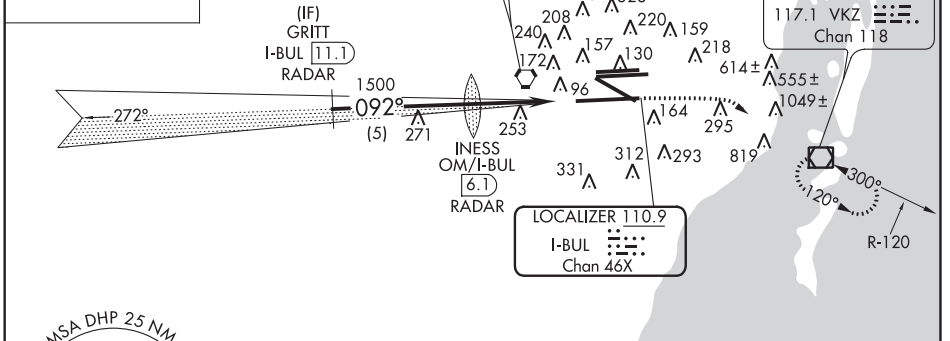 (IF)
GRITT
I-BUL 11.1
RADAR
208
240
220
159
157
130
218
172
96
117.1 VKZ
Chan 118
614±
555±
1049±
1500
092°
272°
(5)
271
253
164
295
819
INESS
OM/I-BUL
6.1
RADAR
331
312
293
LOCALIZER 110.9
I-BUL
Chan 46X
300°
120°
R-120
MSA DHP 25 NM